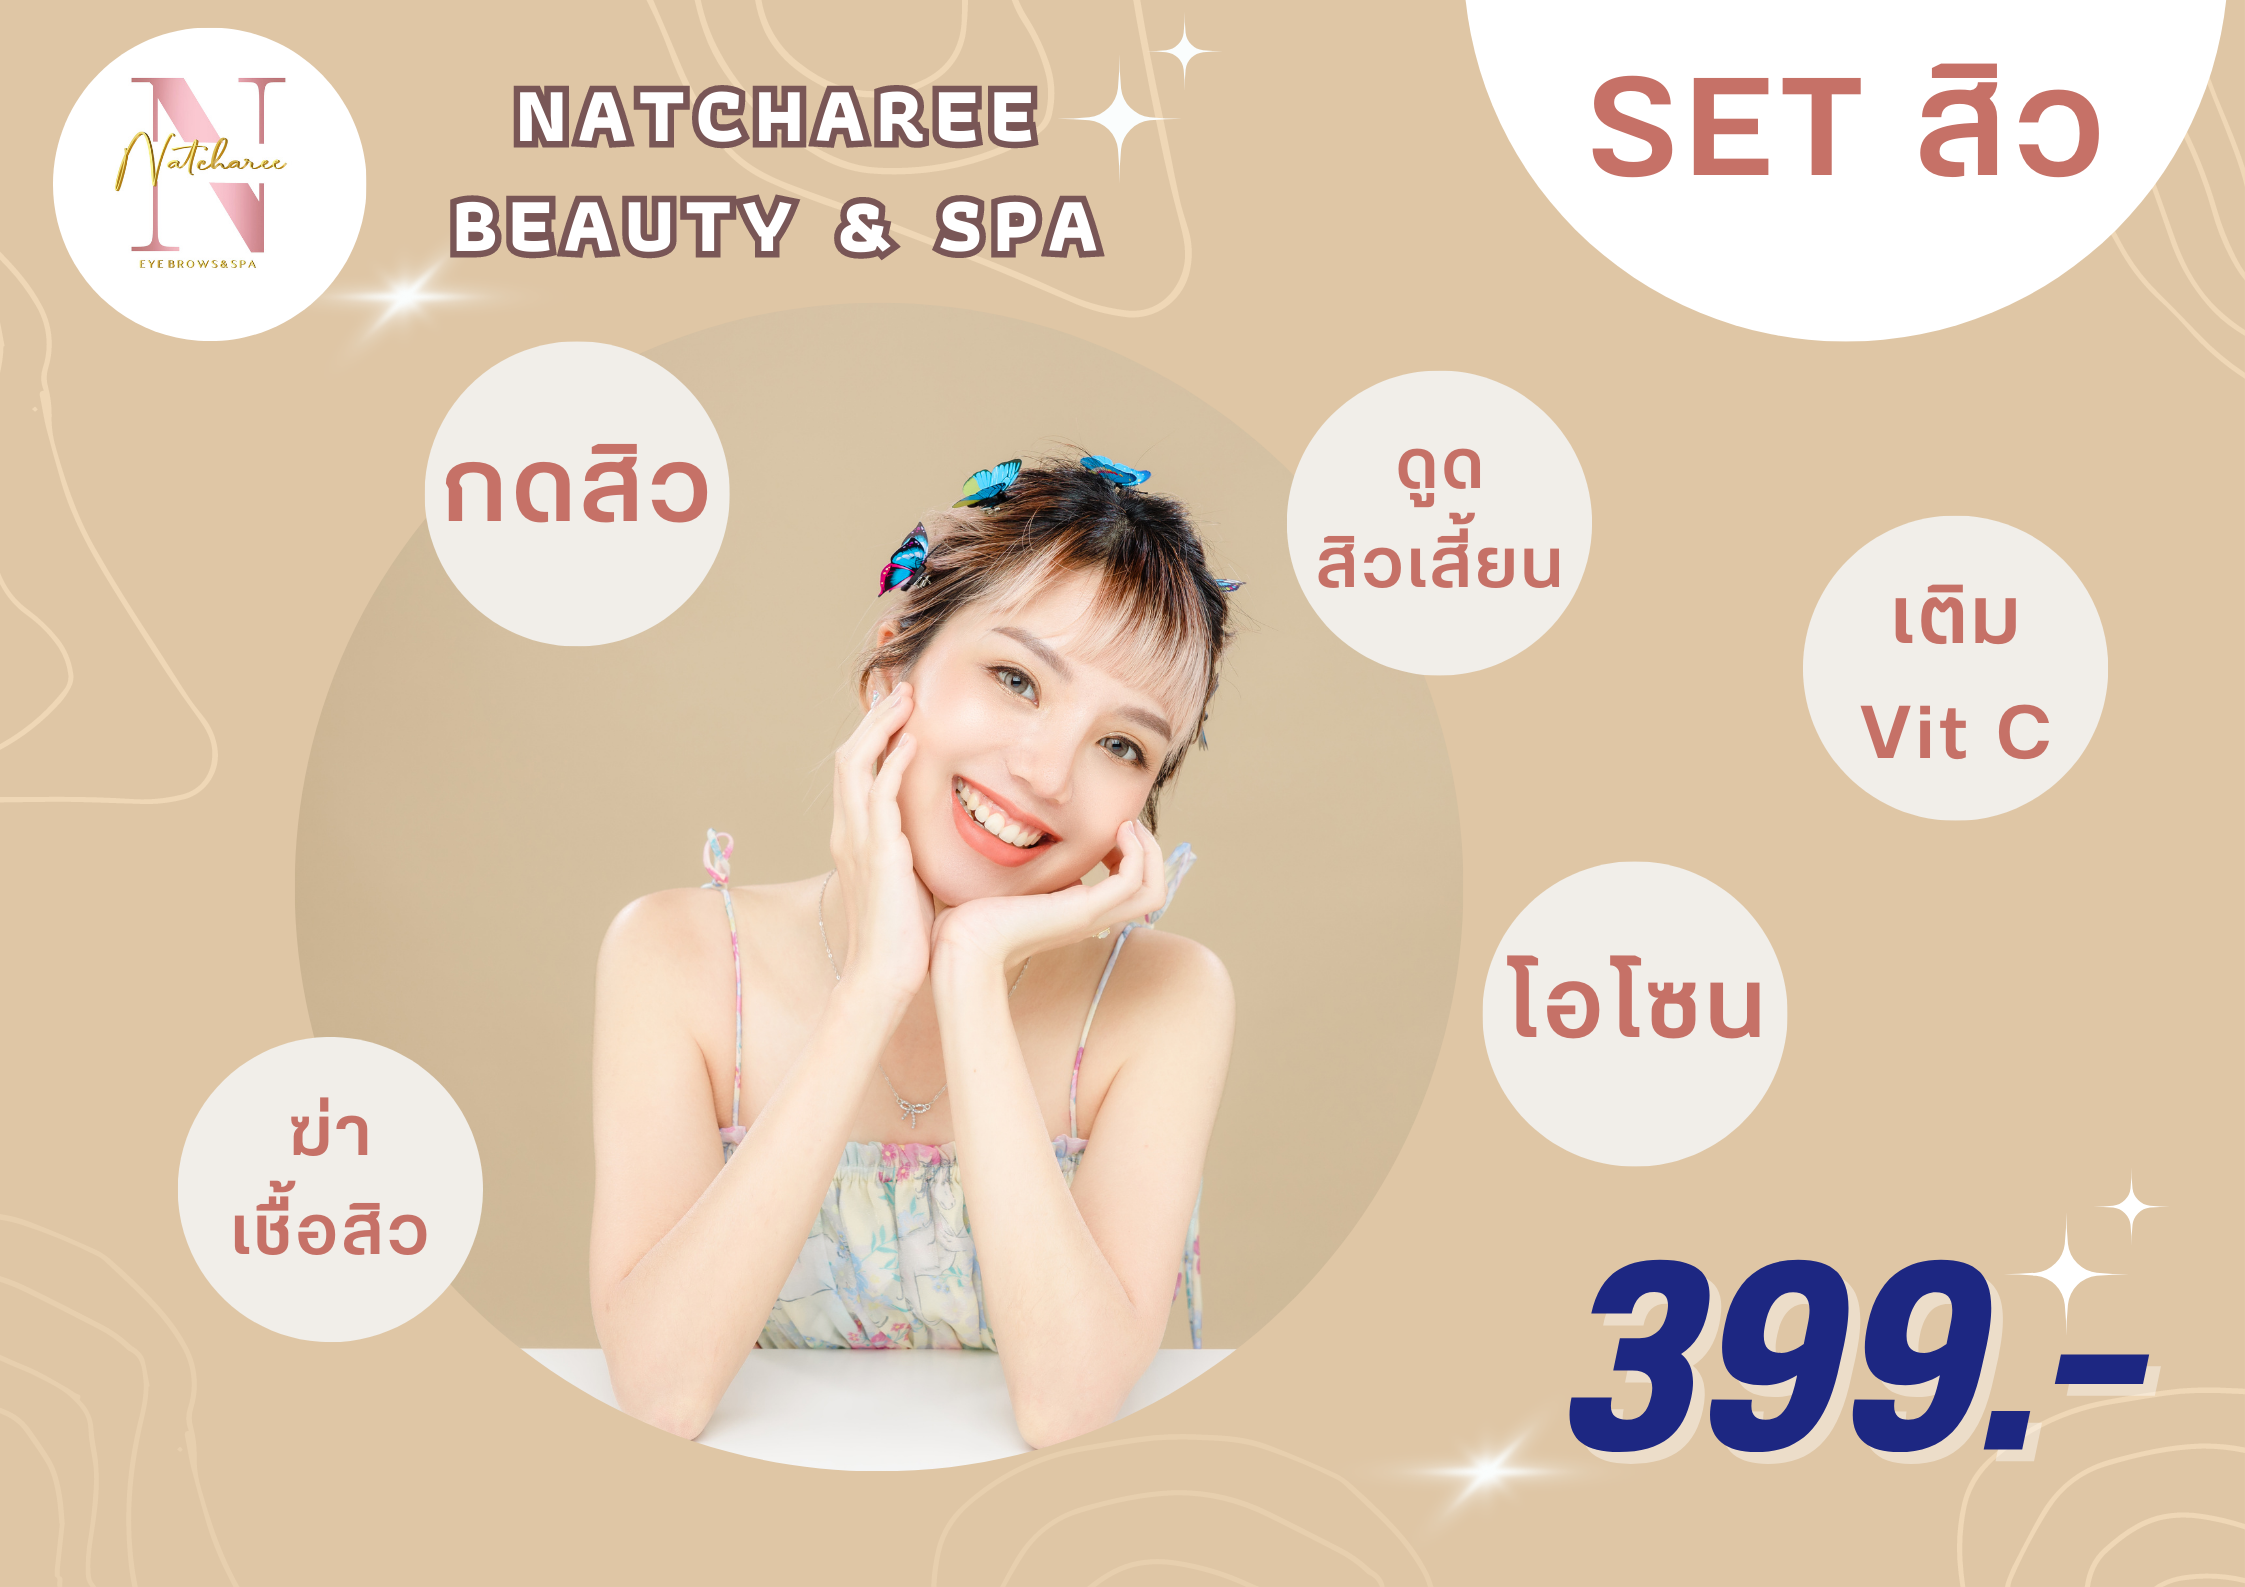 N
Natcharee
EYEBROWS&SPA
NATCHAREE
BEAUTY & SPA
SET สิว
กดสิว
ดูด
สิวเสี้ยน
เติม
Vit C
โอโซน
ฆ่า
เชื้อสิว
399.-